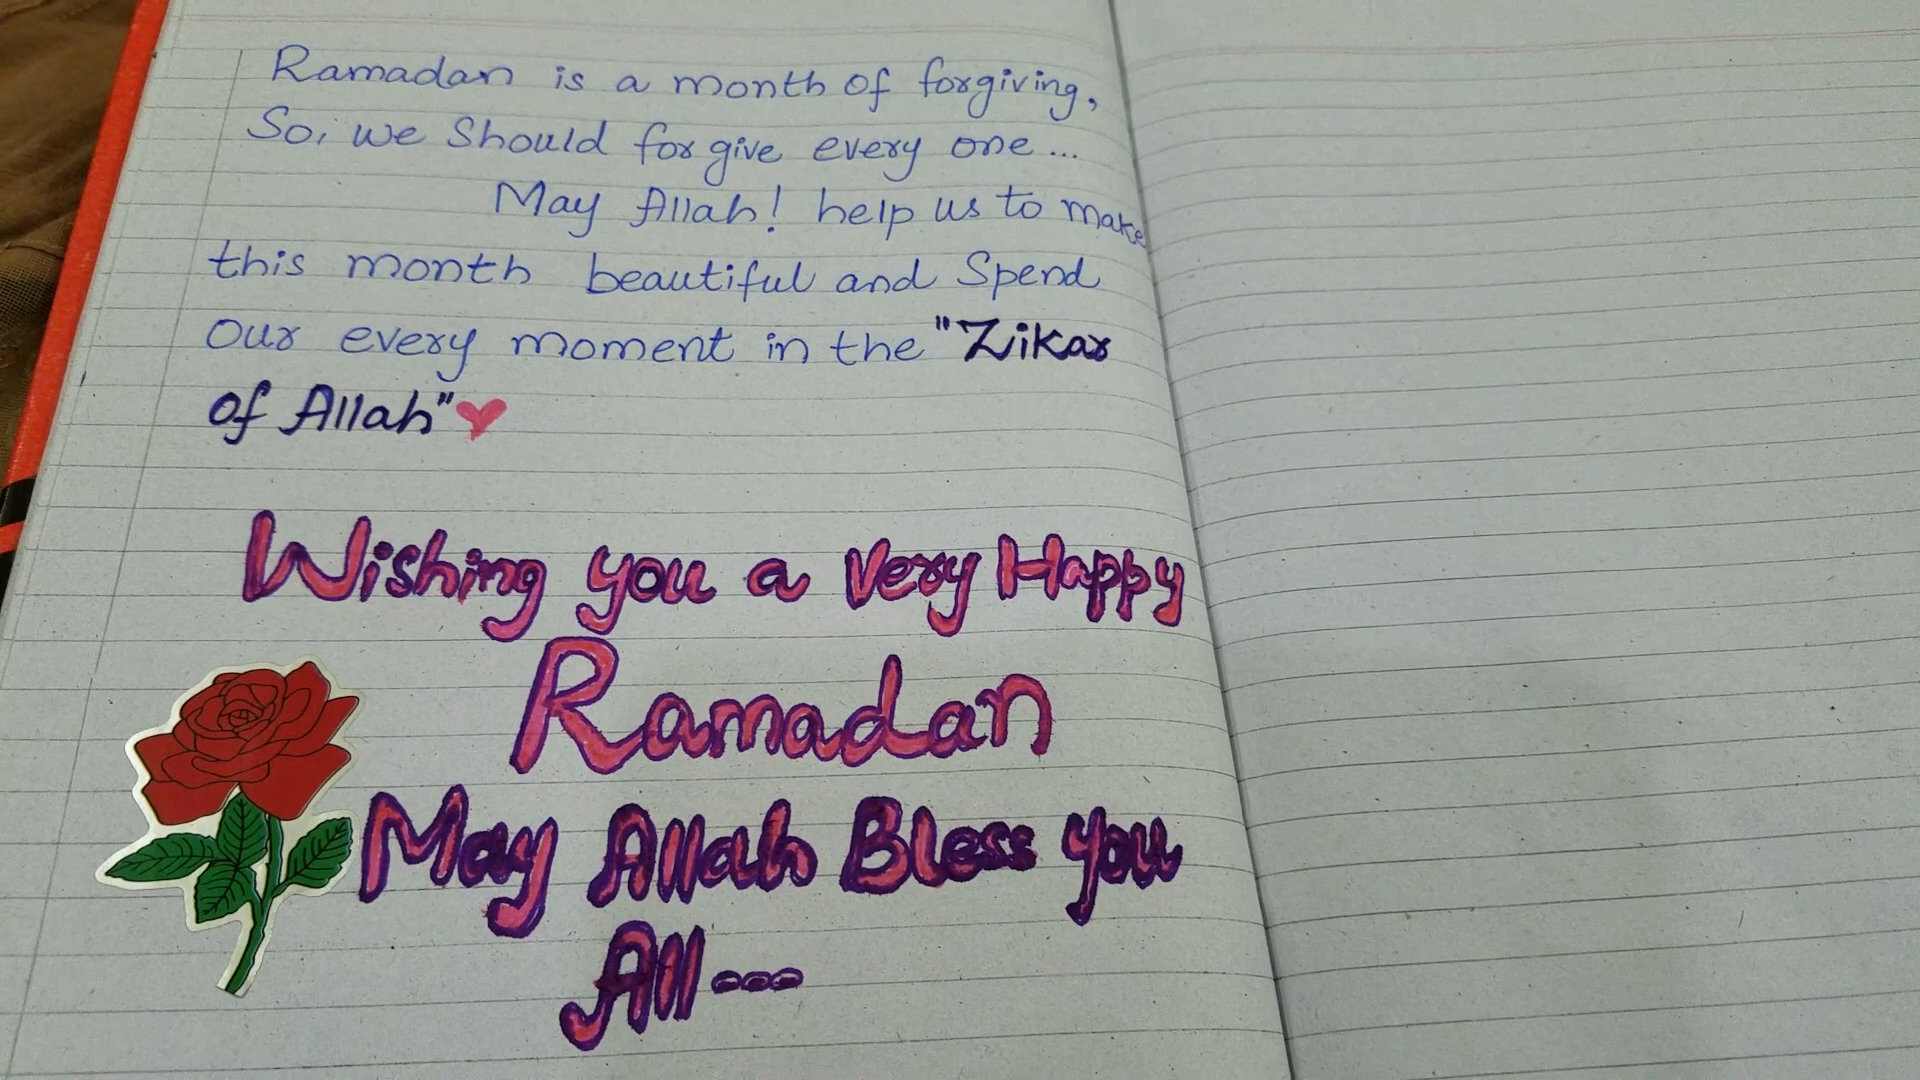 Ramadan is a month of forgiving,
So, we Should forgive every one...
May Allah! help us to make
this month beautiful and Spend
our every moment in the "Zikar
of Allah"
Wishing you a Very Happy
Ramadan
May Allah Bless you
All---